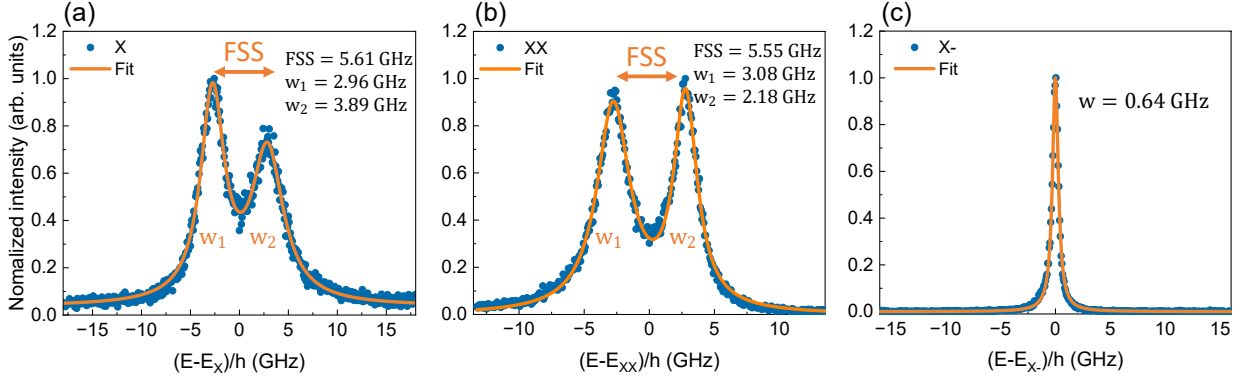 (a)
Normalized intensity (arb. units)
1.2
1.0
0.8
0.6
0.4
0.2
0.0
X
Fit
FSS
FSS = 5.61 GHz
w₁ = 2.96 GHz
w₂ = 3.89 GHz
w₁
w₂
-15
-10
-5
0
5
10
15
(E-E_X)/h (GHz)
(b)
1.2
1.0
0.8
0.6
0.4
0.2
0.0
XX
Fit
FSS
FSS = 5.55 GHz
w₁ = 3.08 GHz
w₂ = 2.18 GHz
w₁
w₂
-10
-5
0
5
10
(E-E_XX)/h (GHz)
(c)
1.2
1.0
0.8
0.6
0.4
0.2
0.0
X-
Fit
w = 0.64 GHz
-15
-10
-5
0
5
10
15
(E-E_X-)/h (GHz)